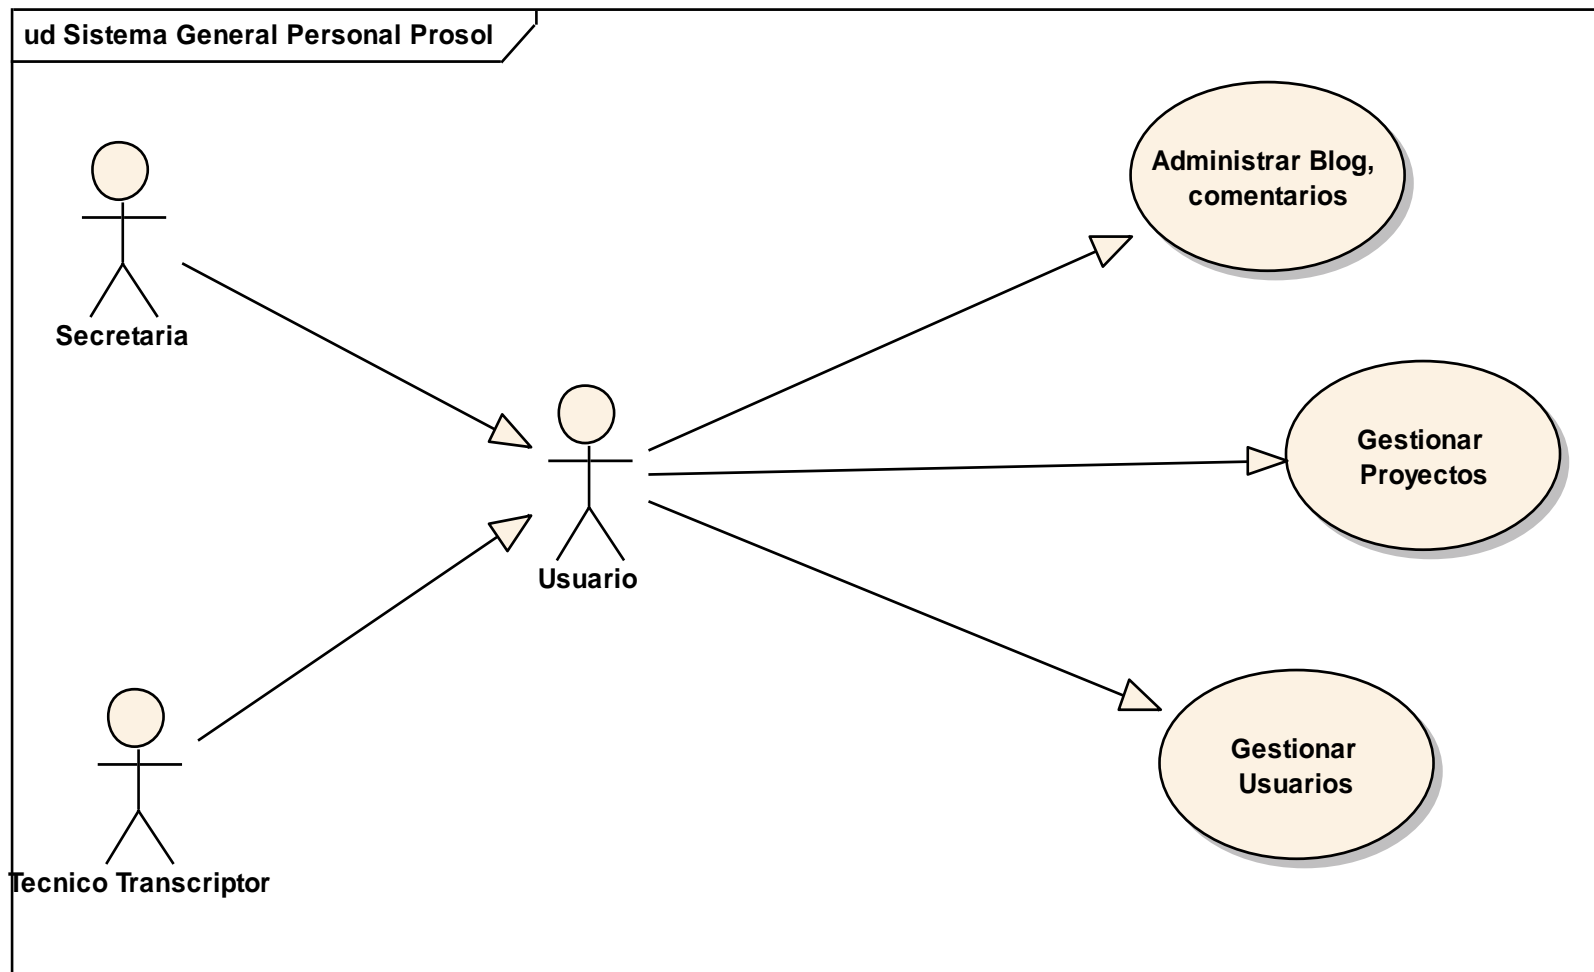 ud Sistema General Personal Prosol
Administrar Blog,
comentarios
Secretaria
Gestionar
Proyectos
Usuario
Gestionar
Usuarios
Tecnico Transcriptor